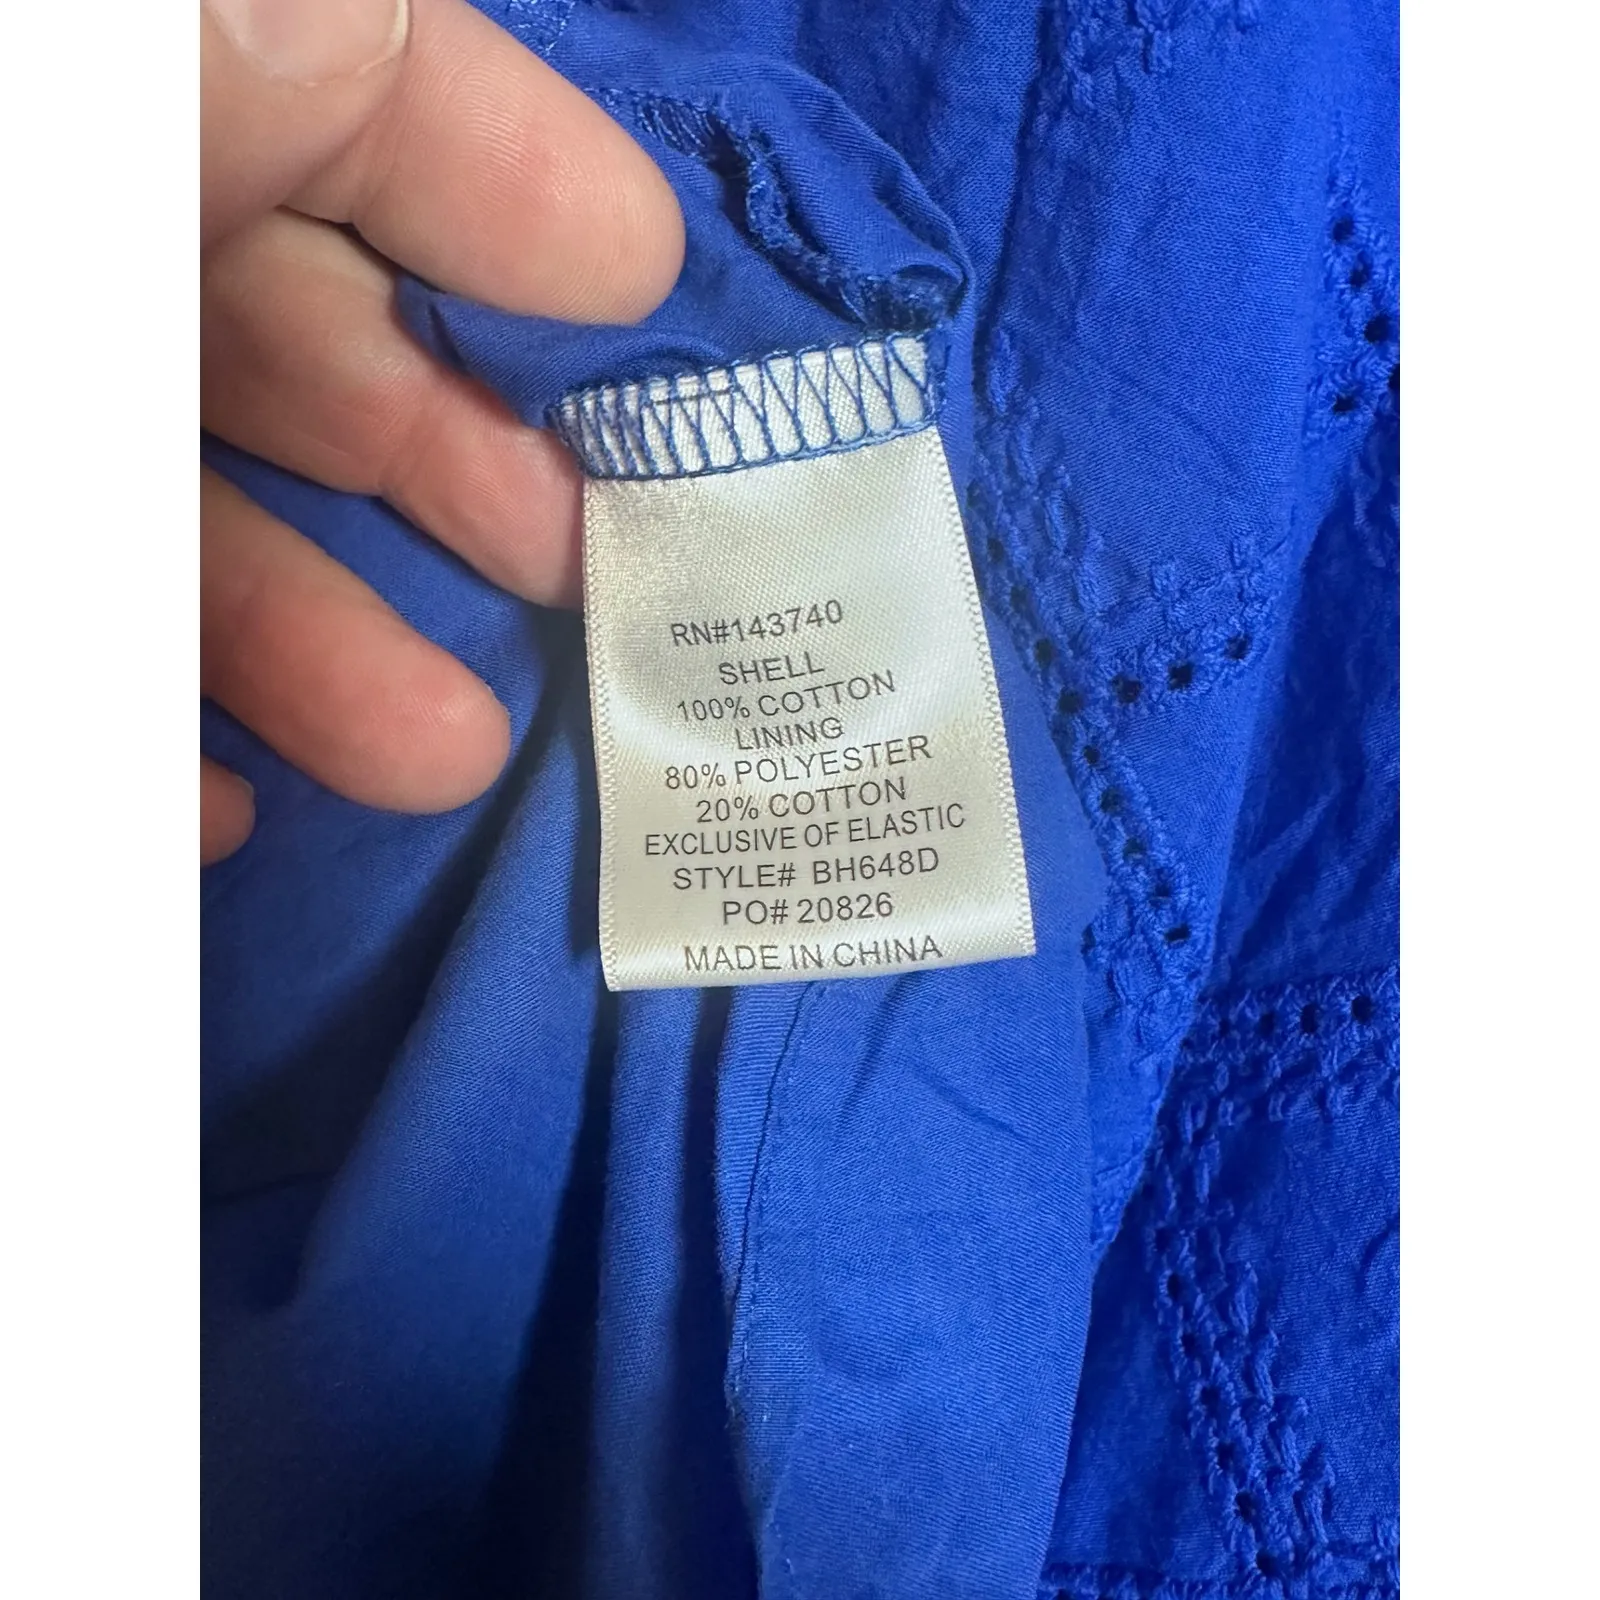 RN#143740
SHELL
100% COTTON
LINING
80% POLYESTER
20% COTTON
EXCLUSIVE OF ELASTIC
STYLE# BH648D
PO# 20826
MADE IN CHINA